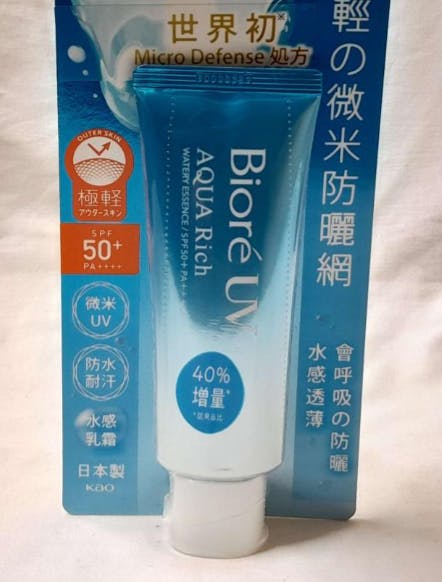 世界初※
Micro Defense 処方
輕の微米防曬網
OUTER SKIN
極軽
アウタースキン
SPF
50+
PA++++
微米
UV
防水
耐汗
水感
乳霜
日本製
Kao
Bioré UV
AQUA Rich
WATERY ESSENCE / SPF50+ PA++
40%
增量*
會呼吸の防曬
水感透薄